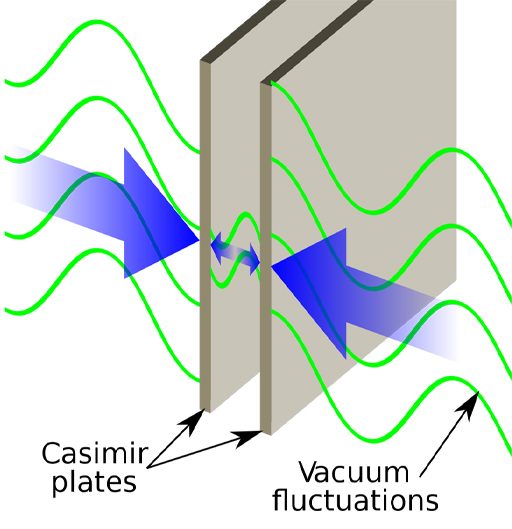 Casimir
plates
Vacuum
fluctuations